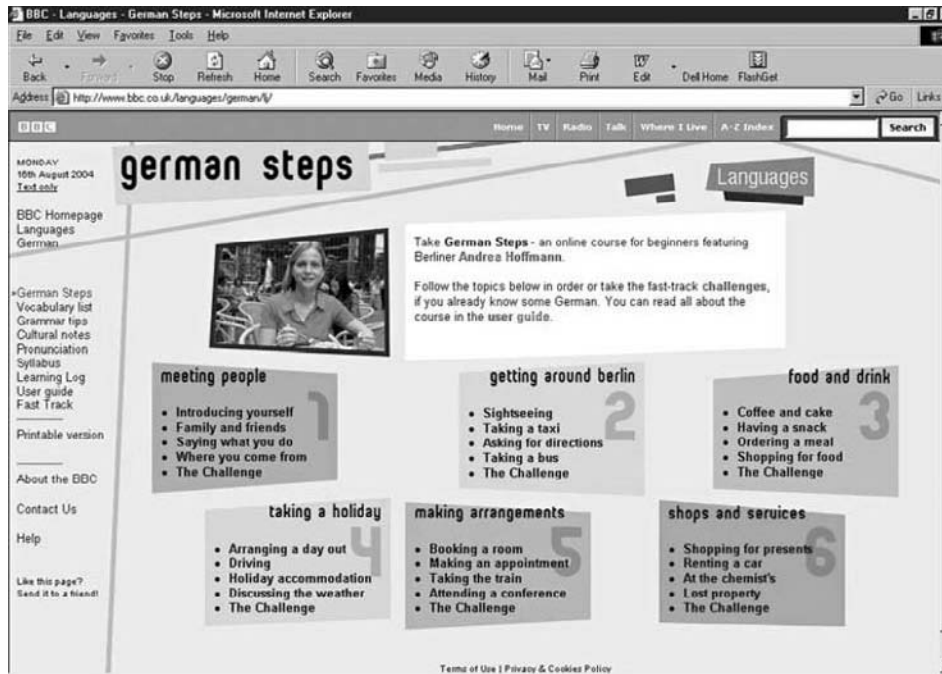 BBC - Languages - German Steps - Microsoft Internet Explorer
File Edit View Favorites Tools Help
Back Forward Stop Refresh Home Search Favorites Media History Mail Print Edit Dell Home FlashGet
Address http://www.bbc.co.uk/languages/german/lj/ Go Links
BBC Home TV Radio Talk Where I Live A-Z Index Search
MONDAY
16th August 2004
Text only
BBC Homepage
Languages
German
german steps
Languages
Take German Steps - an online course for beginners featuring
Berliner Andrea Hoffmann.
Follow the topics below in order or take the fast-track challenges,
if you already know some German. You can read all about the
course in the user guide.
»German Steps
Vocabulary list
Grammar tips
Cultural notes
Pronunciation
Syllabus
Learning Log
User guide
Fast Track
Printable version
About the BBC
Contact Us
Help
Like this page?
Send it to a friend!
meeting people
1
• Introducing yourself
• Family and friends
• Saying what you do
• Where you come from
• The Challenge
getting around berlin
2
• Sightseeing
• Taking a taxi
• Asking for directions
• Taking a bus
• The Challenge
food and drink
3
• Coffee and cake
• Having a snack
• Ordering a meal
• Shopping for food
• The Challenge
taking a holiday
4
• Arranging a day out
• Driving
• Holiday accommodation
• Discussing the weather
• The Challenge
making arrangements
5
• Booking a room
• Making an appointment
• Taking the train
• Attending a conference
• The Challenge
shops and services
6
• Shopping for presents
• Renting a car
• At the chemist's
• Lost property
• The Challenge
Terms of Use | Privacy & Cookies Policy